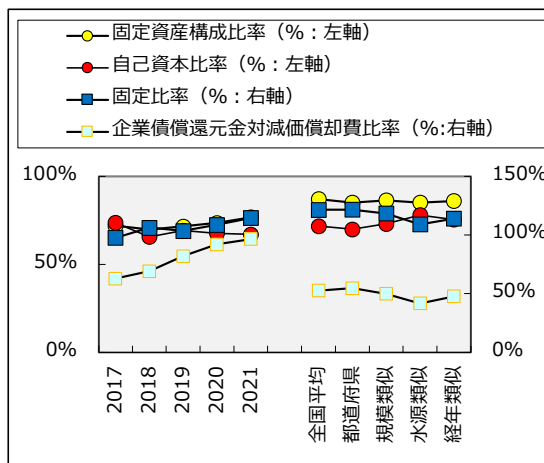 固定資産構成比率（%：左軸）
自己資本比率（%：左軸）
固定比率（%：右軸）
企業債償還元金対減価償却費比率（%:右軸）
100%
50%
0%
150%
100%
50%
0%
2017
2018
2019
2020
2021
全国平均
都道府県
規模類似
水源類似
経年類似